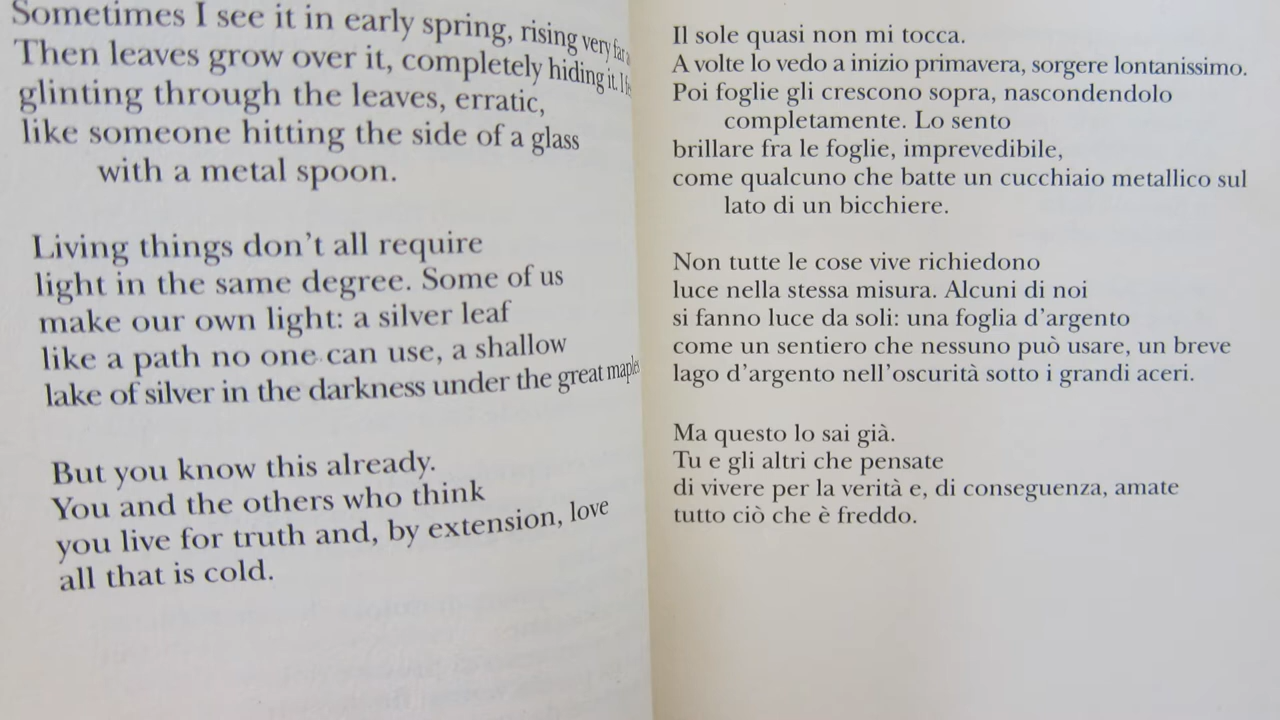 Sometimes I see it in early spring, rising very far
Then leaves grow over it, completely hiding it. I
glinting through the leaves, erratic,
like someone hitting the side of a glass
with a metal spoon.
Living things don't all require
light in the same degree. Some of us
make our own light: a silver leaf
like a path no one can use, a shallow
lake of silver in the darkness under the great maples
But you know this already.
You and the others who think
you live for truth and, by extension, love
all that is cold.
Il sole quasi non mi tocca.
A volte lo vedo a inizio primavera, sorgere lontanissimo.
Poi foglie gli crescono sopra, nascondendolo
completamente. Lo sento
brillare fra le foglie, imprevedibile,
come qualcuno che batte un cucchiaio metallico sul
lato di un bicchiere.
Non tutte le cose vive richiedono
luce nella stessa misura. Alcuni di noi
si fanno luce da soli: una foglia d'argento
come un sentiero che nessuno può usare, un breve
lago d'argento nell'oscurità sotto i grandi aceri.
Ma questo lo sai già.
Tu e gli altri che pensate
di vivere per la verità e, di conseguenza, amate
tutto ciò che è freddo.